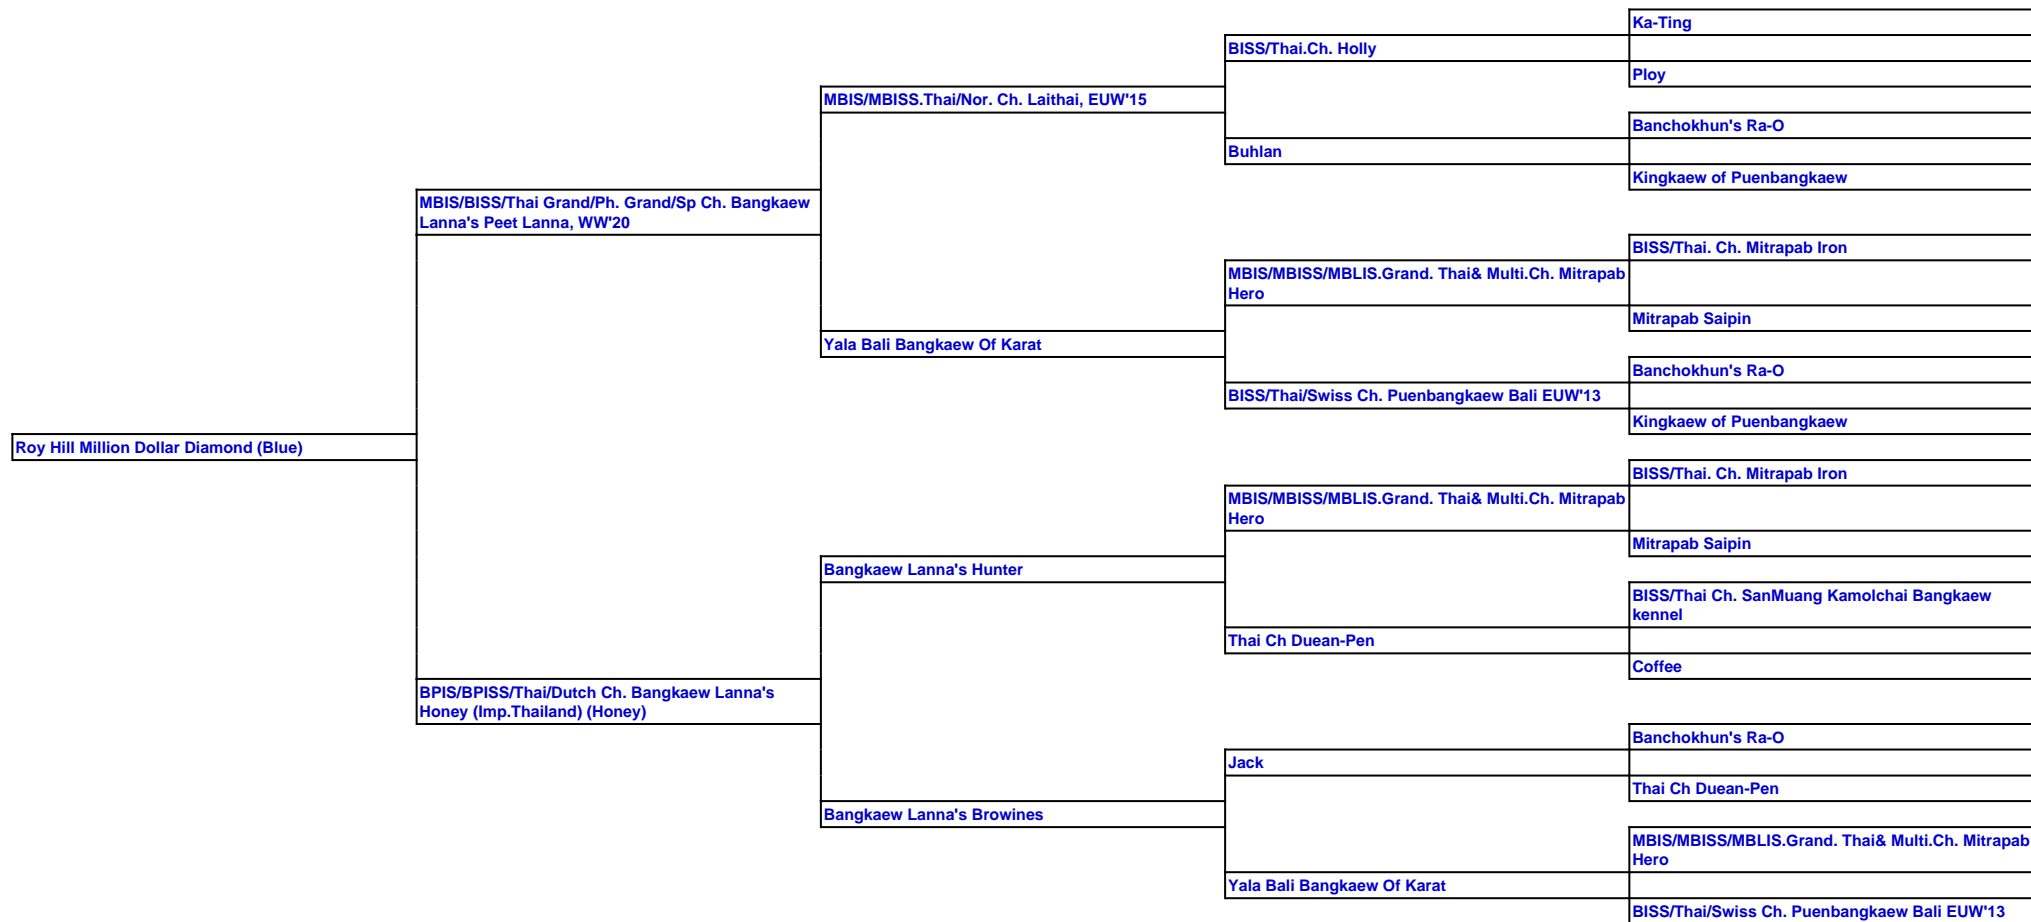 Ka-Ting
BISS/Thai.Ch. Holly
Ploy
MBIS/MBISS.Thai/Nor. Ch. Laithai, EUW'15
Banchokhun's Ra-O
Buhlan
Kingkaew of Puenbangkaew
MBIS/BISS/Thai Grand/Ph. Grand/Sp Ch. Bangkaew
Lanna's Peet Lanna, WW'20
BISS/Thai. Ch. Mitrapab Iron
MBIS/MBISS/MBLIS.Grand. Thai& Multi.Ch. Mitrapab
Hero
Mitrapab Saipin
Yala Bali Bangkaew Of Karat
Banchokhun's Ra-O
BISS/Thai/Swiss Ch. Puenbangkaew Bali EUW'13
Kingkaew of Puenbangkaew
Roy Hill Million Dollar Diamond (Blue)
BISS/Thai. Ch. Mitrapab Iron
MBIS/MBISS/MBLIS.Grand. Thai& Multi.Ch. Mitrapab
Hero
Mitrapab Saipin
Bangkaew Lanna's Hunter
BISS/Thai Ch. SanMuang Kamolchai Bangkaew
kennel
Thai Ch Duean-Pen
Coffee
BPIS/BPISS/Thai/Dutch Ch. Bangkaew Lanna's
Honey (Imp.Thailand) (Honey)
Banchokhun's Ra-O
Jack
Thai Ch Duean-Pen
Bangkaew Lanna's Browines
MBIS/MBISS/MBLIS.Grand. Thai& Multi.Ch. Mitrapab
Hero
Yala Bali Bangkaew Of Karat
BISS/Thai/Swiss Ch. Puenbangkaew Bali EUW'13